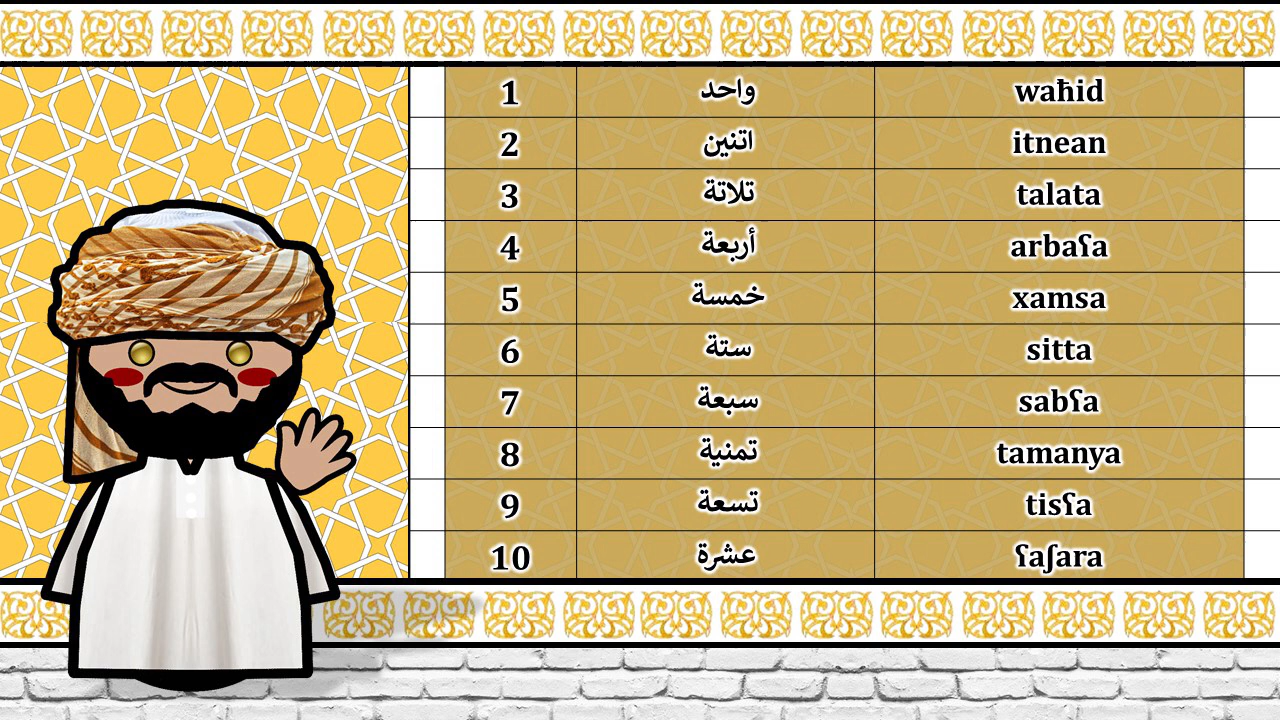 1 واحد waħid
2 اتنين itnean
3 تلاتة talata
4 أربعة arbaʕa
5 خمسة xamsa
6 ستة sitta
7 سبعة sabʕa
8 تمنية tamanya
9 تسعة tisʕa
10 عشرة ʕaʃara